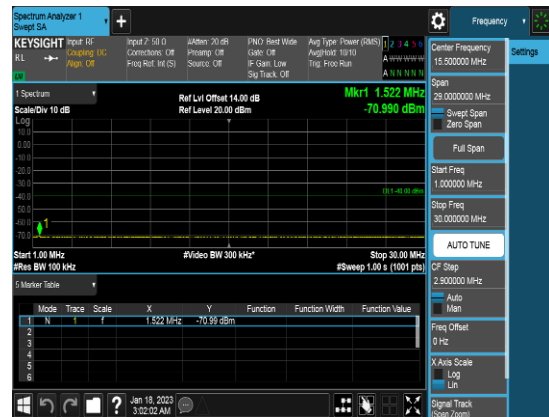 Spectrum Analyzer 1
Swept SA
Frequency
KEYSIGHT
RL
Input: RF
Coupling: DC
Align: Off
Input Z: 50 Ω
Corrections: Off
Freq Ref: Int (S)
#Atten: 20 dB
Preamp: Off
Source: Off
PNO: Best Wide
Gate: Off
IF Gain: Low
Sig Track: Off
Avg Type: Power (RMS)
Avg|Hold: 10/10
Trig: Free Run
1 2 3 4 5 6
A W W W W W
A N N N N N
1 Spectrum
Scale/Div 10 dB
Ref Lvl Offset 14.00 dB
Ref Level 20.00 dBm
Mkr1 1.522 MHz
-70.990 dBm
Log
10.0
0.00
-10.0
-20.0
-30.0
-40.0
-50.0
-60.0
-70.0
1
Start 1.00 MHz
#Res BW 100 kHz
#Video BW 300 kHz*
Stop 30.00 MHz
#Sweep 1.00 s (1001 pts)
5 Marker Table
Mode Trace Scale X Y Function Function Width Function Value
1 N 1 f 1.522 MHz -70.99 dBm
2
3
4
5
6
Jan 18, 2023
3:02:02 AM
Center Frequency
15.500000 MHz
Settings
Span
29.0000000 MHz
Swept Span
Zero Span
Full Span
Start Freq
1.000000 MHz
Stop Freq
30.000000 MHz
AUTO TUNE
CF Step
2.900000 MHz
Auto
Man
Freq Offset
0 Hz
X Axis Scale
Log
Lin
Signal Track
(Span Zoom)